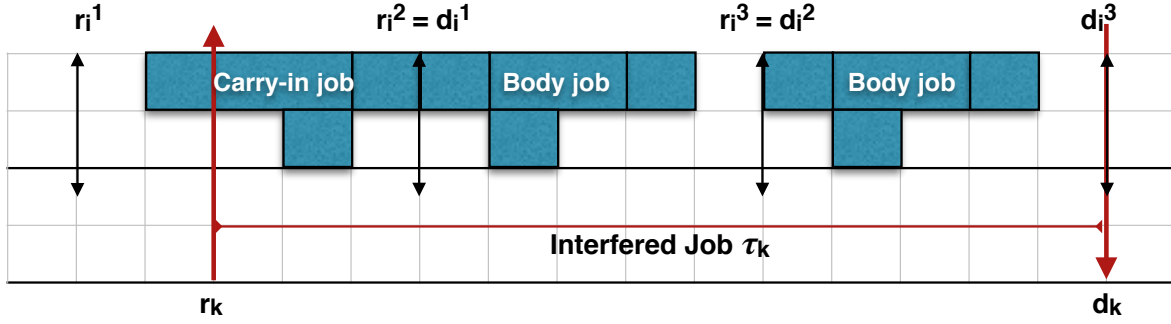 rᵢ¹ rᵢ² = dᵢ¹ rᵢ³ = dᵢ² dᵢ³
Carry-in job Body job Body job
Interfered Job τₖ
rₖ dₖ